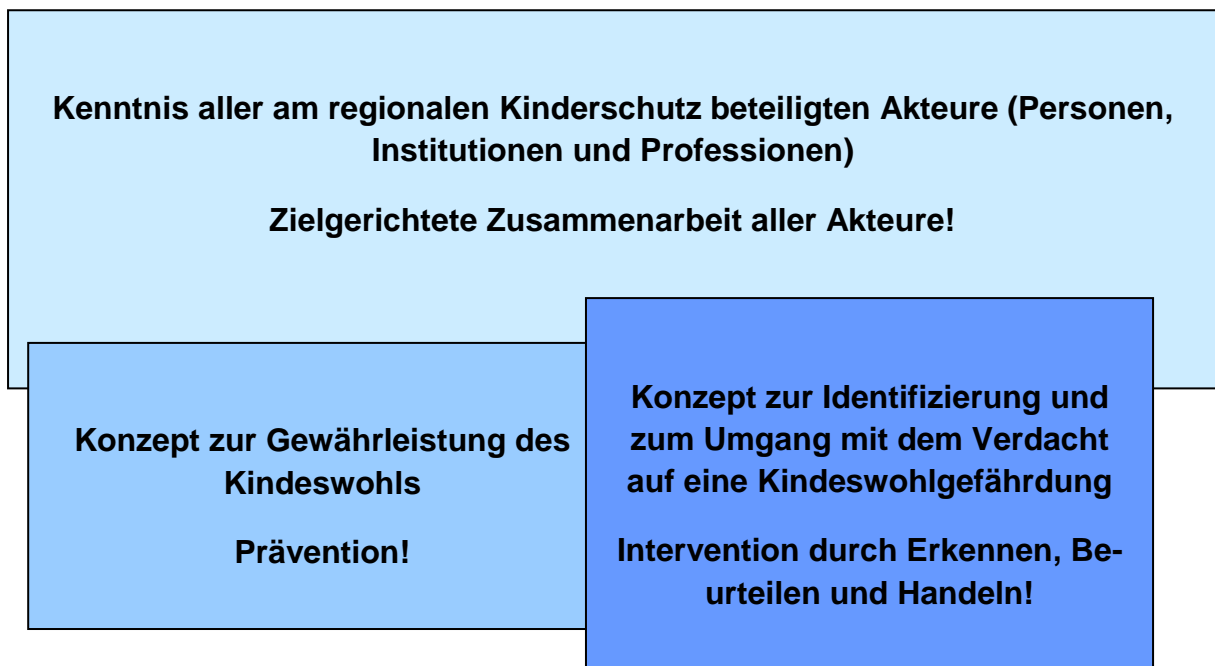 Kenntnis aller am regionalen Kinderschutz beteiligten Akteure (Personen,
Institutionen und Professionen)
Zielgerichtete Zusammenarbeit aller Akteure!
Konzept zur Gewährleistung des
Kindeswohls
Prävention!
Konzept zur Identifizierung und
zum Umgang mit dem Verdacht
auf eine Kindeswohlgefährdung
Intervention durch Erkennen, Be-
urteilen und Handeln!